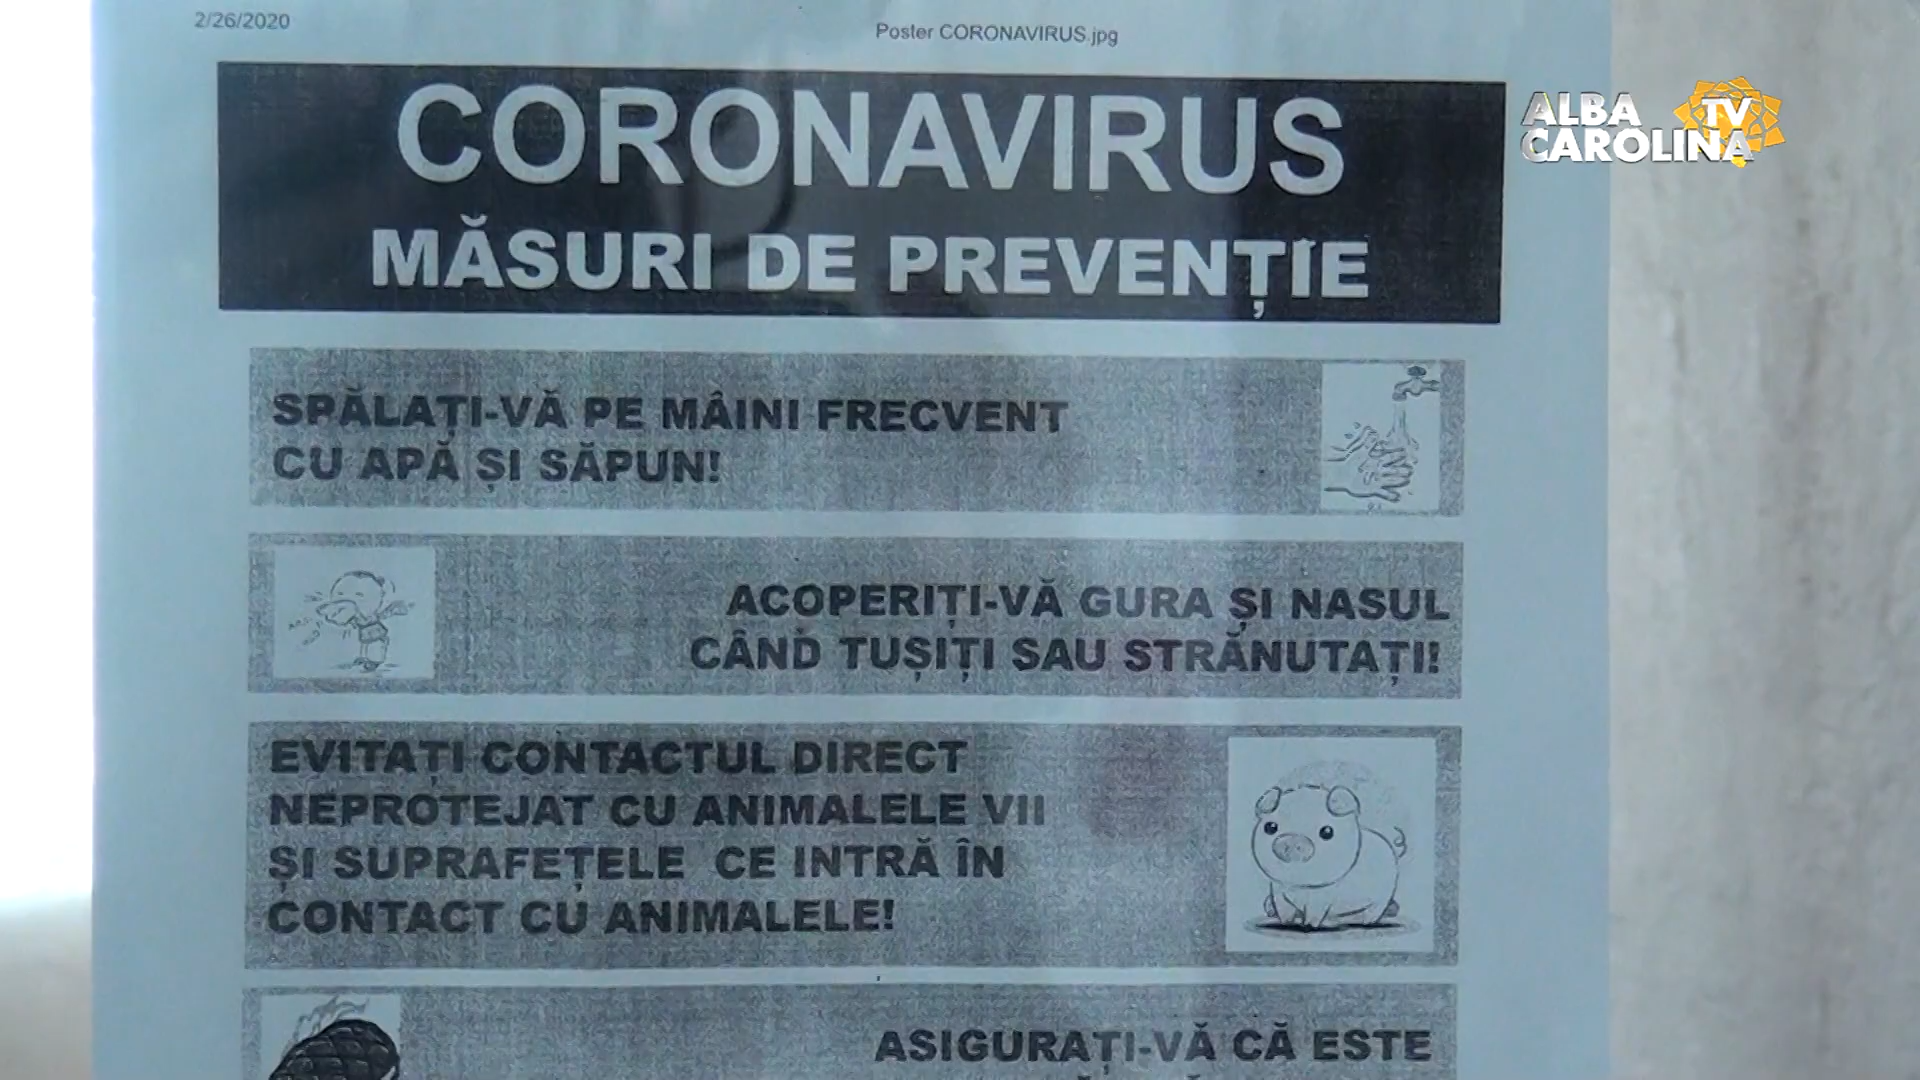 2/26/2020
Poster CORONAVIRUS.jpg
CORONAVIRUS
MĂSURI DE PREVENȚIE
ALBA
CAROLINA
TV
SPĂLAȚI-VĂ PE MÂINI FRECVENT
CU APĂ ȘI SĂPUN!
ACOPERIȚI-VĂ GURA ȘI NASUL
CÂND TUȘIȚI SAU STRĂNUTAȚI!
EVITAȚI CONTACTUL DIRECT
NEPROTEJAT CU ANIMALELE VII
ȘI SUPRAFEȚELE CE INTRĂ ÎN
CONTACT CU ANIMALELE!
ASIGURAȚI-VĂ CĂ ESTE